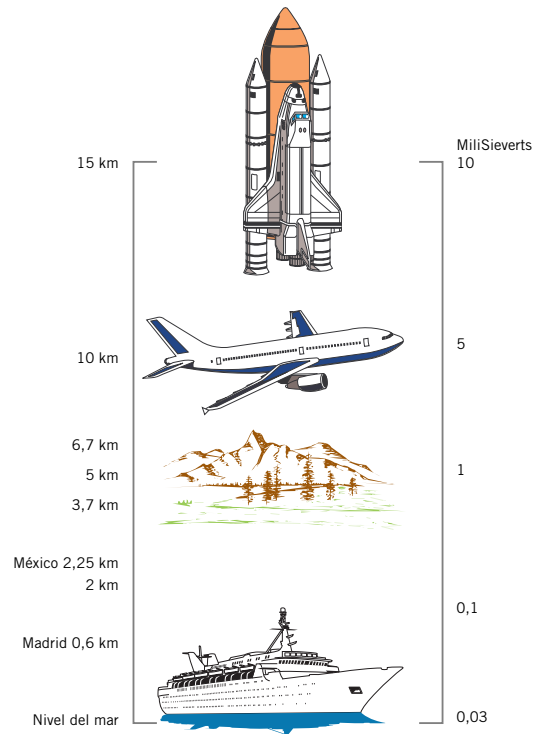 MiliSieverts
15 km
10
10 km
5
6,7 km
5 km
1
3,7 km
México 2,25 km
2 km
0,1
Madrid 0,6 km
Nivel del mar
0,03